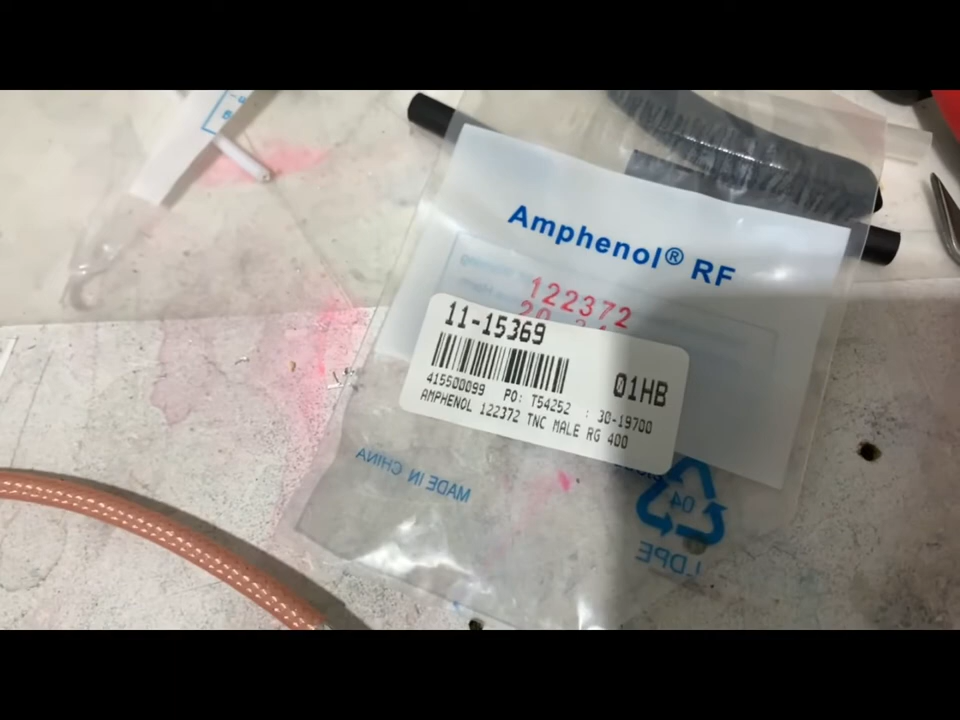 Amphenol® RF
122372
11-15369
01HB
415500099 PO: T54252 : 30-19700
AMPHENOL 122372 TNC MALE RG 400
MADE IN CHINA
04
LDPE